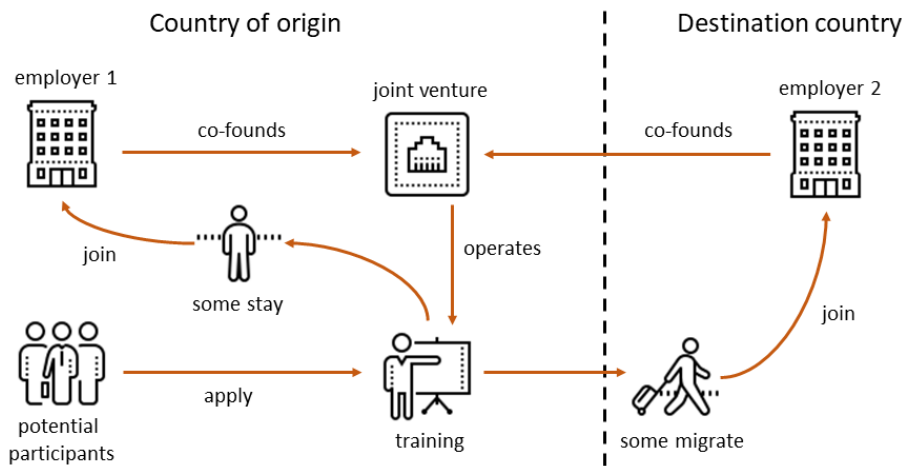 Country of origin
Destination country
employer 1
joint venture
employer 2
co-founds
co-founds
join
operates
some stay
join
apply
potential
participants
training
some migrate